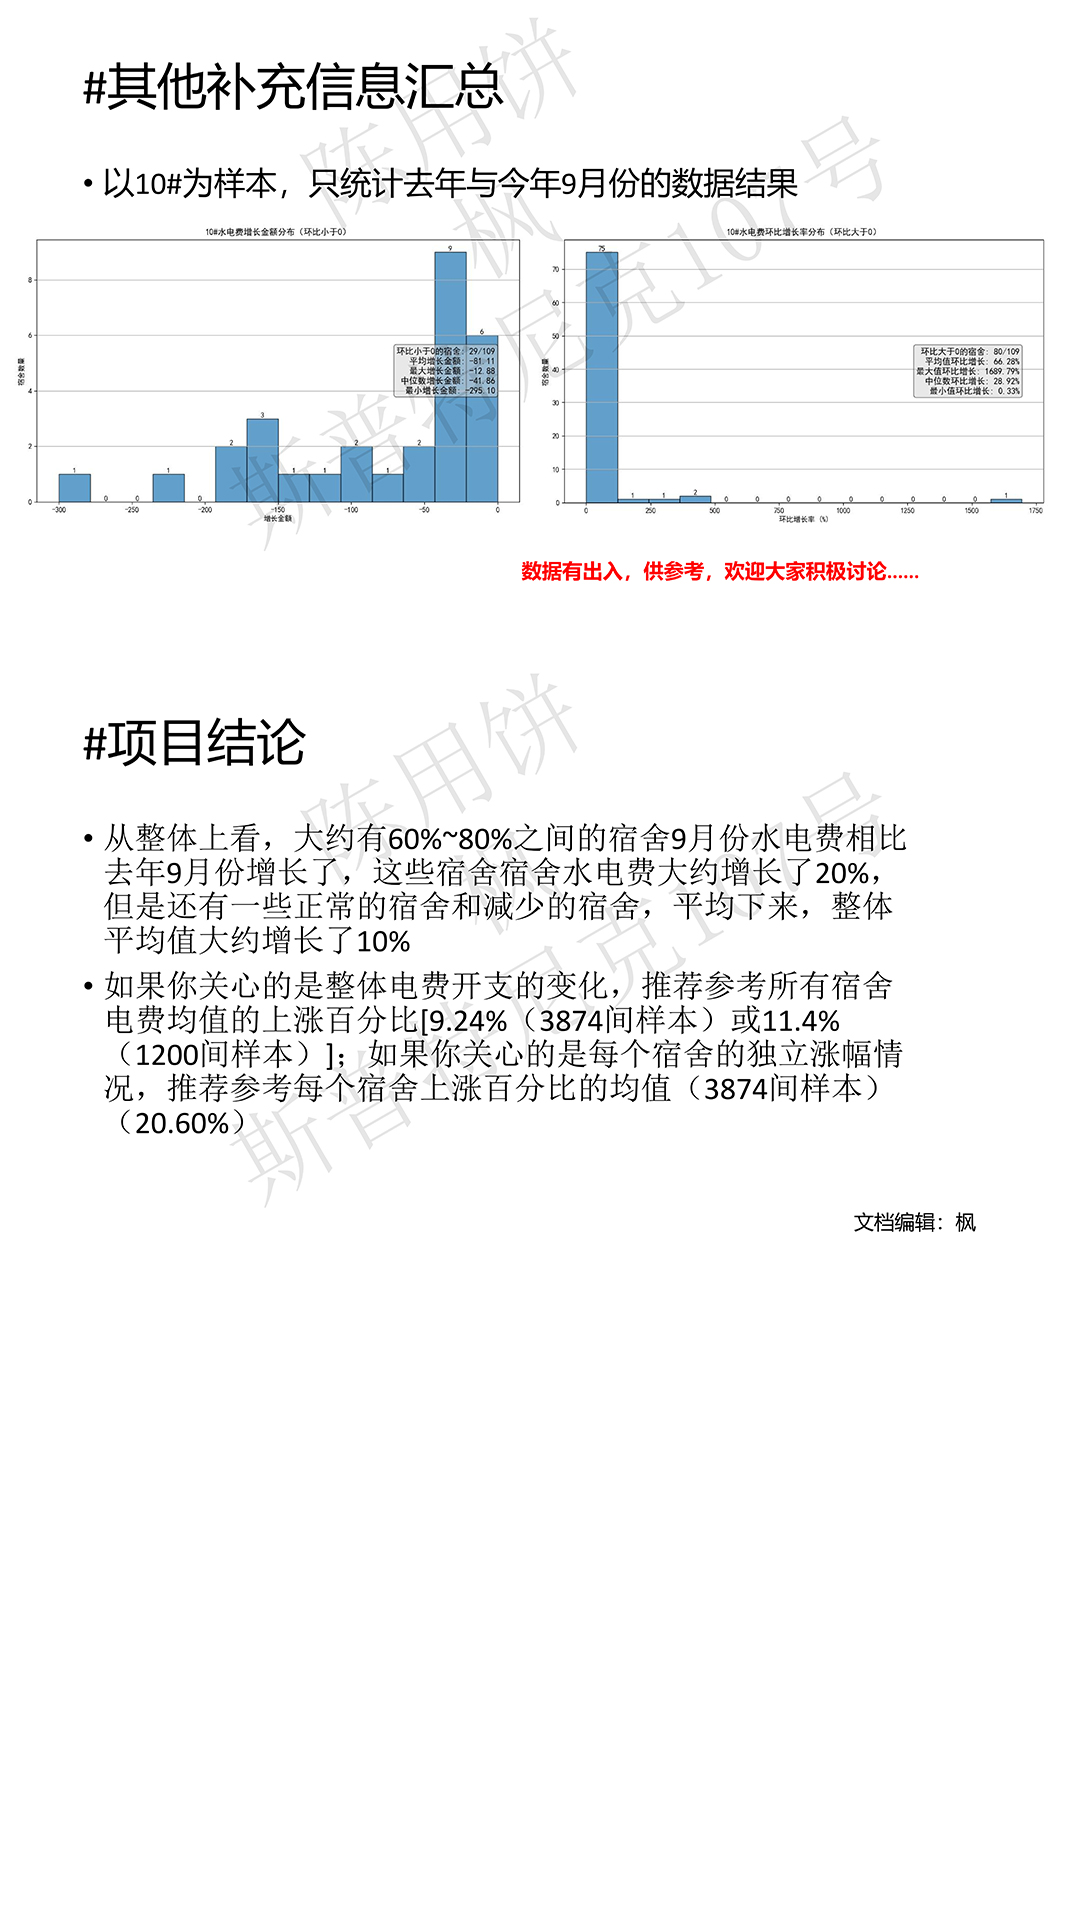 #其他补充信息汇总
• 以10#为样本，只统计去年与今年9月份的数据结果
10#水电费增长金额分布（环比小于0）
宿舍数量
8
6
4
2
0
1
0
0
1
0
2
3
1
1
2
1
2
9
6
环比小于0的宿舍: 29/109
平均增长金额: -81.11
最大增长金额: -12.88
中位数增长金额: -41.86
最小增长金额: -295.10
-300
-250
-200
-150
-100
-50
0
增长金额
10#水电费环比增长率分布（环比大于0）
宿舍数量
70
60
50
40
30
20
10
0
75
1
1
2
0
0
0
0
0
0
0
0
0
1
环比大于0的宿舍: 80/109
平均值环比增长: 66.28%
最大值环比增长: 1689.79%
中位数环比增长: 28.92%
最小值环比增长: 0.33%
0
250
500
750
1000
1250
1500
1750
环比增长率 (%)
数据有出入，供参考，欢迎大家积极讨论......
陈用饼
枫
斯普特尼克107号
#项目结论
• 从整体上看，大约有60%~80%之间的宿舍9月份水电费相比
去年9月份增长了，这些宿舍宿舍水电费大约增长了20%，
但是还有一些正常的宿舍和减少的宿舍，平均下来，整体
平均值大约增长了10%
• 如果你关心的是整体电费开支的变化，推荐参考所有宿舍
电费均值的上涨百分比[9.24%（3874间样本）或11.4%
（1200间样本）]；如果你关心的是每个宿舍的独立涨幅情
况，推荐参考每个宿舍上涨百分比的均值（3874间样本）
（20.60%）
陈用饼
枫
斯普特尼克107号
文档编辑：枫